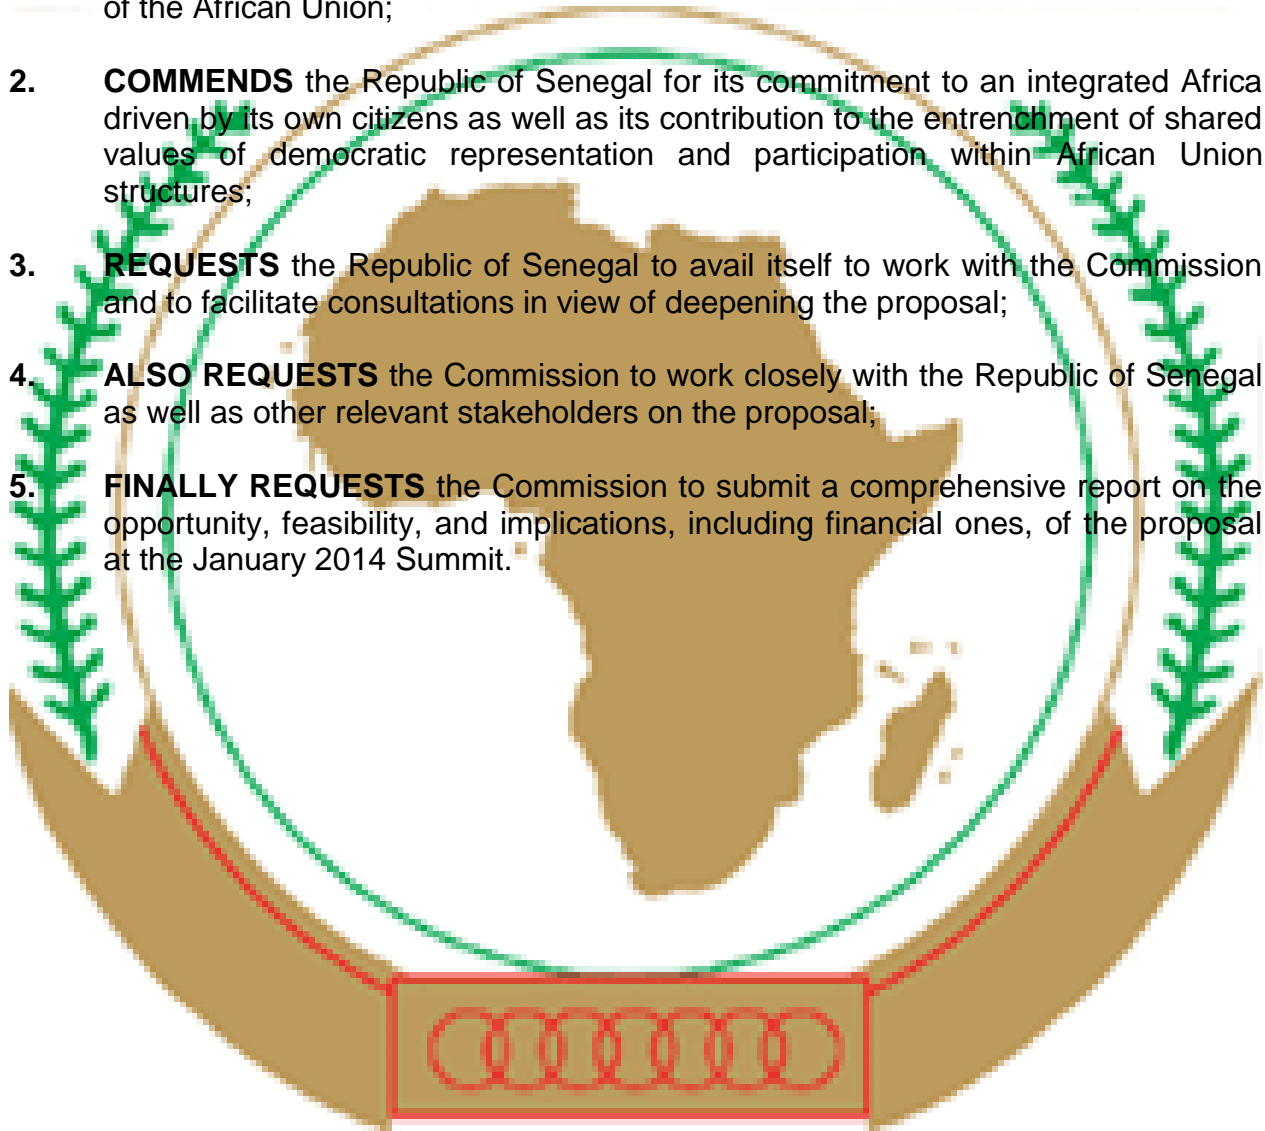 of the African Union;
2. COMMENDS the Republic of Senegal for its commitment to an integrated Africa
driven by its own citizens as well as its contribution to the entrenchment of shared
values of democratic representation and participation within African Union
structures;
3. REQUESTS the Republic of Senegal to avail itself to work with the Commission
and to facilitate consultations in view of deepening the proposal;
4. ALSO REQUESTS the Commission to work closely with the Republic of Senegal
as well as other relevant stakeholders on the proposal;
5. FINALLY REQUESTS the Commission to submit a comprehensive report on the
opportunity, feasibility, and implications, including financial ones, of the proposal
at the January 2014 Summit.